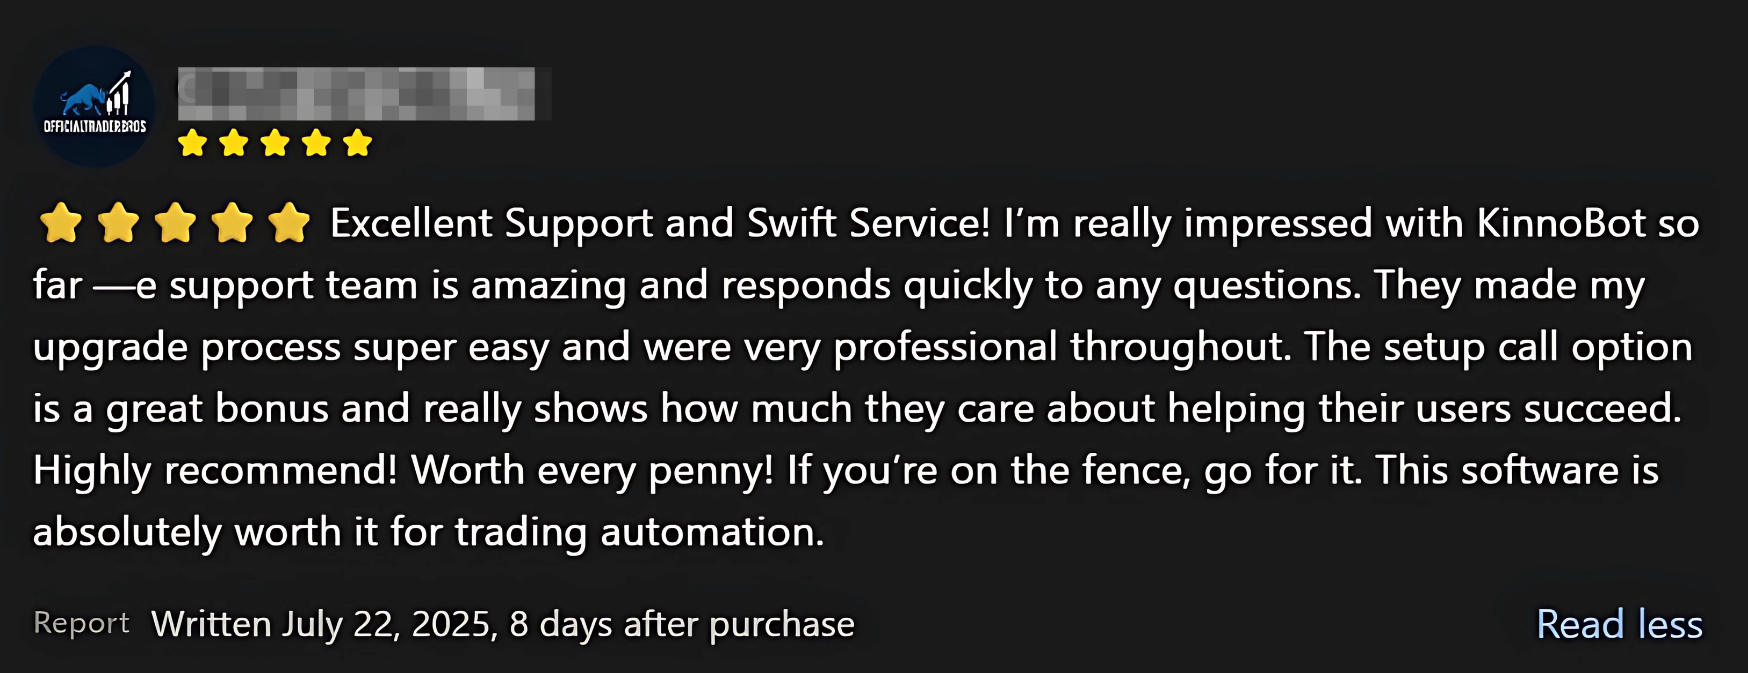 OFFICIALTRADERBROS
⭐⭐⭐⭐⭐ Excellent Support and Swift Service! I’m really impressed with KinnoBot so
far —e support team is amazing and responds quickly to any questions. They made my
upgrade process super easy and were very professional throughout. The setup call option
is a great bonus and really shows how much they care about helping their users succeed.
Highly recommend! Worth every penny! If you’re on the fence, go for it. This software is
absolutely worth it for trading automation.
Report Written July 22, 2025, 8 days after purchase Read less